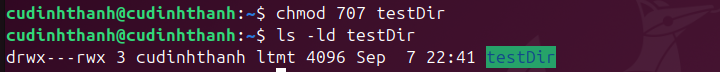 cudinhthanh@cudinhthanh:~$ chmod 707 testDir
cudinhthanh@cudinhthanh:~$ ls -ld testDir
drwx---rwx 3 cudinhthanh ltmt 4096 Sep  7 22:41 testDir